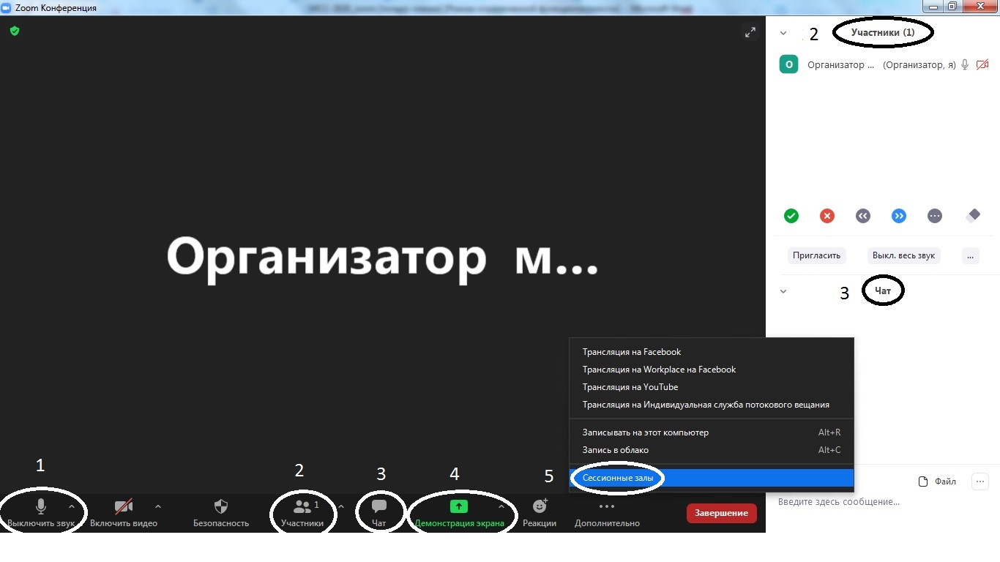 Zoom Конференция
2
Участники (1)
О
Организатор ... (Организатор, я)
Организатор м...
Пригласить
Выкл. весь звук
...
3
Чат
Трансляция на Facebook
Трансляция на Workplace на Facebook
Трансляция на YouTube
Трансляция на Индивидуальная служба потокового вещания
Записывать на этот компьютер Alt+R
Запись в облако Alt+C
Сессионные залы
Файл
Введите здесь сообщение...
1
2
3
4
5
1
Выключить звук
Включить видео
Безопасность
Участники
Чат
Демонстрация экрана
Реакции
Дополнительно
Завершение